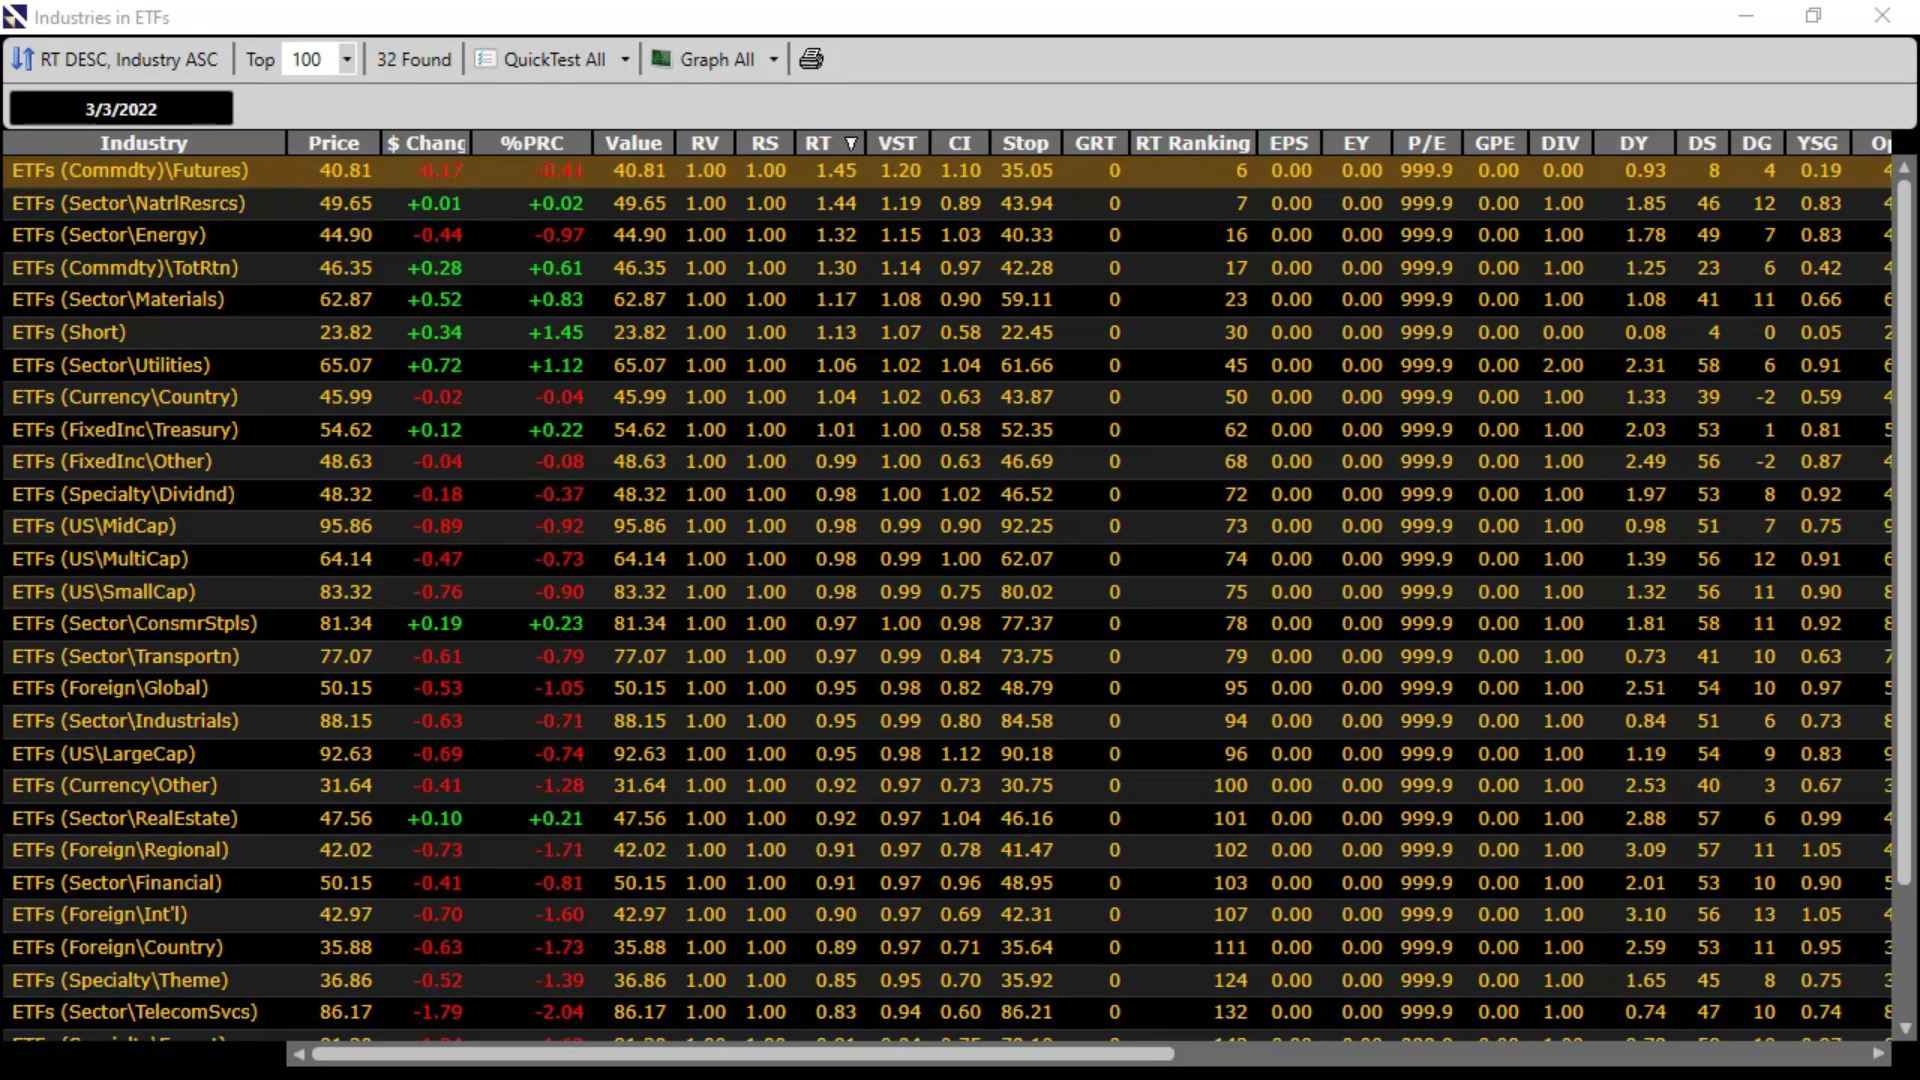 Industries in ETFs
RT DESC, Industry ASC Top 100 32 Found QuickTest All Graph All
3/3/2022
Industry Price $ Chang %PRC Value RV RS RT VST CI Stop GRT RT Ranking EPS EY P/E GPE DIV DY DS DG YSG
ETFs (Commdty)\Futures) 40.81 -0.17 -0.41 40.81 1.00 1.00 1.45 1.20 1.10 35.05 0 6 0.00 0.00 999.9 0.00 0.00 0.93 8 4 0.19
ETFs (Sector\NatrlResrcs) 49.65 +0.01 +0.02 49.65 1.00 1.00 1.44 1.19 0.89 43.94 0 7 0.00 0.00 999.9 0.00 1.00 1.85 46 12 0.83
ETFs (Sector\Energy) 44.90 -0.44 -0.97 44.90 1.00 1.00 1.32 1.15 1.03 40.33 0 16 0.00 0.00 999.9 0.00 1.00 1.78 49 7 0.83
ETFs (Commdty)\TotRtn) 46.35 +0.28 +0.61 46.35 1.00 1.00 1.30 1.14 0.97 42.28 0 17 0.00 0.00 999.9 0.00 1.00 1.25 23 6 0.42
ETFs (Sector\Materials) 62.87 +0.52 +0.83 62.87 1.00 1.00 1.17 1.08 0.90 59.11 0 23 0.00 0.00 999.9 0.00 1.00 1.08 41 11 0.66
ETFs (Short) 23.82 +0.34 +1.45 23.82 1.00 1.00 1.13 1.07 0.58 22.45 0 30 0.00 0.00 999.9 0.00 0.00 0.08 4 0 0.05
ETFs (Sector\Utilities) 65.07 +0.72 +1.12 65.07 1.00 1.00 1.06 1.02 1.04 61.66 0 45 0.00 0.00 999.9 0.00 2.00 2.31 58 6 0.91
ETFs (Currency\Country) 45.99 -0.02 -0.04 45.99 1.00 1.00 1.04 1.02 0.63 43.87 0 50 0.00 0.00 999.9 0.00 1.00 1.33 39 -2 0.59
ETFs (FixedInc\Treasury) 54.62 +0.12 +0.22 54.62 1.00 1.00 1.01 1.00 0.58 52.35 0 62 0.00 0.00 999.9 0.00 1.00 2.03 53 1 0.81
ETFs (FixedInc\Other) 48.63 -0.04 -0.08 48.63 1.00 1.00 0.99 1.00 0.63 46.69 0 68 0.00 0.00 999.9 0.00 1.00 2.49 56 -2 0.87
ETFs (Specialty\Dividnd) 48.32 -0.18 -0.37 48.32 1.00 1.00 0.98 1.00 1.02 46.52 0 72 0.00 0.00 999.9 0.00 1.00 1.97 53 8 0.92
ETFs (US\MidCap) 95.86 -0.89 -0.92 95.86 1.00 1.00 0.98 0.99 0.90 92.25 0 73 0.00 0.00 999.9 0.00 1.00 0.98 51 7 0.75
ETFs (US\MultiCap) 64.14 -0.47 -0.73 64.14 1.00 1.00 0.98 0.99 1.00 62.07 0 74 0.00 0.00 999.9 0.00 1.00 1.39 56 12 0.91
ETFs (US\SmallCap) 83.32 -0.76 -0.90 83.32 1.00 1.00 0.98 0.99 0.75 80.02 0 75 0.00 0.00 999.9 0.00 1.00 1.32 56 11 0.90
ETFs (Sector\ConsmrStpls) 81.34 +0.19 +0.23 81.34 1.00 1.00 0.97 1.00 0.98 77.37 0 78 0.00 0.00 999.9 0.00 1.00 1.81 58 11 0.92
ETFs (Sector\Transportn) 77.07 -0.61 -0.79 77.07 1.00 1.00 0.97 0.99 0.84 73.75 0 79 0.00 0.00 999.9 0.00 1.00 0.73 41 10 0.63
ETFs (Foreign\Global) 50.15 -0.53 -1.05 50.15 1.00 1.00 0.95 0.98 0.82 48.79 0 95 0.00 0.00 999.9 0.00 1.00 2.51 54 10 0.97
ETFs (Sector\Industrials) 88.15 -0.63 -0.71 88.15 1.00 1.00 0.95 0.99 0.80 84.58 0 94 0.00 0.00 999.9 0.00 1.00 0.84 51 6 0.73
ETFs (US\LargeCap) 92.63 -0.69 -0.74 92.63 1.00 1.00 0.95 0.98 1.12 90.18 0 96 0.00 0.00 999.9 0.00 1.00 1.19 54 9 0.83
ETFs (Currency\Other) 31.64 -0.41 -1.28 31.64 1.00 1.00 0.92 0.97 0.73 30.75 0 100 0.00 0.00 999.9 0.00 1.00 2.53 40 3 0.67
ETFs (Sector\RealEstate) 47.56 +0.10 +0.21 47.56 1.00 1.00 0.92 0.97 1.04 46.16 0 101 0.00 0.00 999.9 0.00 1.00 2.88 57 6 0.99
ETFs (Foreign\Regional) 42.02 -0.73 -1.71 42.02 1.00 1.00 0.91 0.97 0.78 41.47 0 102 0.00 0.00 999.9 0.00 1.00 3.09 57 11 1.05
ETFs (Sector\Financial) 50.15 -0.41 -0.81 50.15 1.00 1.00 0.91 0.97 0.96 48.95 0 103 0.00 0.00 999.9 0.00 1.00 2.01 53 10 0.90
ETFs (Foreign\Int'l) 42.97 -0.70 -1.60 42.97 1.00 1.00 0.90 0.97 0.69 42.31 0 107 0.00 0.00 999.9 0.00 1.00 3.10 56 13 1.05
ETFs (Foreign\Country) 35.88 -0.63 -1.73 35.88 1.00 1.00 0.89 0.97 0.71 35.64 0 111 0.00 0.00 999.9 0.00 1.00 2.59 53 11 0.95
ETFs (Specialty\Theme) 36.86 -0.52 -1.39 36.86 1.00 1.00 0.85 0.95 0.70 35.92 0 124 0.00 0.00 999.9 0.00 1.00 1.65 45 8 0.75
ETFs (Sector\TelecomSvcs) 86.17 -1.79 -2.04 86.17 1.00 1.00 0.83 0.94 0.60 86.21 0 132 0.00 0.00 999.9 0.00 1.00 0.74 47 10 0.74